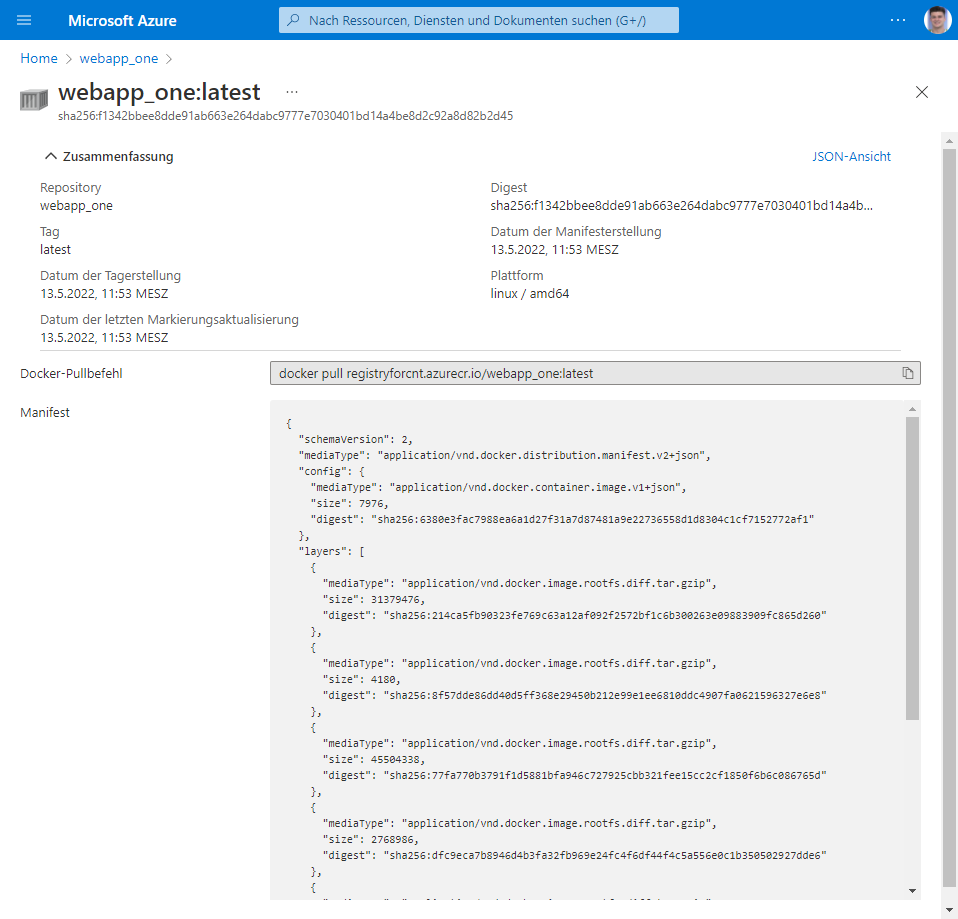 Microsoft Azure
Nach Ressourcen, Diensten und Dokumenten suchen (G+/)
Home > webapp_one >
webapp_one:latest ...
sha256:f1342bbee8dde91ab663e264dabc9777e7030401bd14a4be8d2c92a8d82b2d45
Zusammenfassung
JSON-Ansicht
Repository
webapp_one
Digest
sha256:f1342bbee8dde91ab663e264dabc9777e7030401bd14a4b...
Tag
latest
Datum der Manifesterstellung
13.5.2022, 11:53 MESZ
Datum der Tagerstellung
13.5.2022, 11:53 MESZ
Plattform
linux / amd64
Datum der letzten Markierungsaktualisierung
13.5.2022, 11:53 MESZ
Docker-Pullbefehl
docker pull registryforcnt.azurecr.io/webapp_one:latest
Manifest
{
"schemaVersion": 2,
"mediaType": "application/vnd.docker.distribution.manifest.v2+json",
"config": {
"mediaType": "application/vnd.docker.container.image.v1+json",
"size": 7976,
"digest": "sha256:6380e3fac7988ea6a1d27f31a7d87481a9e22736558d1d8304c1cf7152772af1"
},
"layers": [
{
"mediaType": "application/vnd.docker.image.rootfs.diff.tar.gzip",
"size": 31379476,
"digest": "sha256:214ca5fb90323fe769c63a12af092f2572bf1c6b300263e09883909fc865d260"
},
{
"mediaType": "application/vnd.docker.image.rootfs.diff.tar.gzip",
"size": 4180,
"digest": "sha256:8f57dde86dd40d5ff368e29450b212e99e1ee6810ddc4907fa0621596327e6e8"
},
{
"mediaType": "application/vnd.docker.image.rootfs.diff.tar.gzip",
"size": 45504338,
"digest": "sha256:77fa770b3791f1d5881bfa946c727925cbb321fee15cc2cf1850f6b6c086765d"
},
{
"mediaType": "application/vnd.docker.image.rootfs.diff.tar.gzip",
"size": 2768986,
"digest": "sha256:dfc9eca7b8946d4b3fa32fb969e24fc4f6df44f4c5a556e0c1b350502927dde6"
},
{